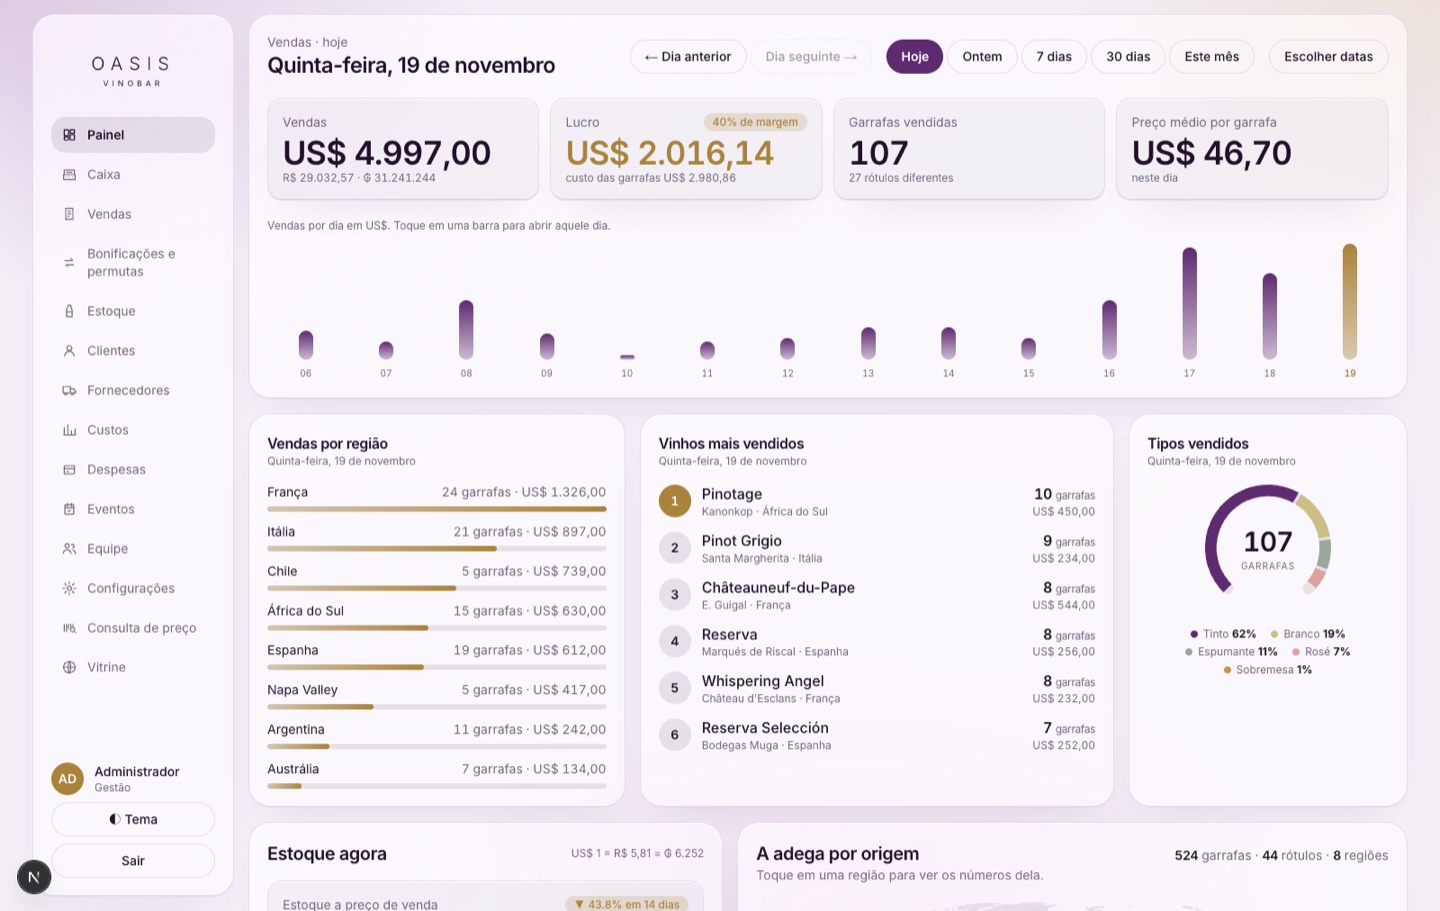 OASIS
VINOBAR
Painel
Caixa
Vendas
Bonificações e
permutas
Estoque
Clientes
Fornecedores
Custos
Despesas
Eventos
Equipe
Configurações
Consulta de preço
Vitrine
AD
Administrador
Gestão
Tema
Sair
N
Vendas · hoje
Quinta-feira, 19 de novembro
← Dia anterior
Dia seguinte →
Hoje
Ontem
7 dias
30 dias
Este mês
Escolher datas
Vendas
US$ 4.997,00
R$ 29.032,57 · ₲ 31.241.244
Lucro
40% de margem
US$ 2.016,14
custo das garrafas US$ 2.980,86
Garrafas vendidas
107
27 rótulos diferentes
Preço médio por garrafa
US$ 46,70
neste dia
Vendas por dia em US$. Toque em uma barra para abrir aquele dia.
06 07 08 09 10 11 12 13 14 15 16 17 18 19
Vendas por região
Quinta-feira, 19 de novembro
França 24 garrafas · US$ 1.326,00
Itália 21 garrafas · US$ 897,00
Chile 5 garrafas · US$ 739,00
África do Sul 15 garrafas · US$ 630,00
Espanha 19 garrafas · US$ 612,00
Napa Valley 5 garrafas · US$ 417,00
Argentina 11 garrafas · US$ 242,00
Austrália 7 garrafas · US$ 134,00
Vinhos mais vendidos
Quinta-feira, 19 de novembro
1 Pinotage 10 garrafas
Kanonkop · África do Sul US$ 450,00
2 Pinot Grigio 9 garrafas
Santa Margherita · Itália US$ 234,00
3 Châteauneuf-du-Pape 8 garrafas
E. Guigal · França US$ 544,00
4 Reserva 8 garrafas
Marqués de Riscal · Espanha US$ 256,00
5 Whispering Angel 8 garrafas
Château d'Esclans · França US$ 232,00
6 Reserva Selección 7 garrafas
Bodegas Muga · Espanha US$ 252,00
Tipos vendidos
Quinta-feira, 19 de novembro
107
GARRAFAS
Tinto 62% Branco 19%
Espumante 11% Rosé 7%
Sobremesa 1%
Estoque agora
US$ 1 = R$ 5,81 = ₲ 6.252
Estoque a preço de venda
▼ 43.8% em 14 dias
A adega por origem
524 garrafas · 44 rótulos · 8 regiões
Toque em uma região para ver os números dela.